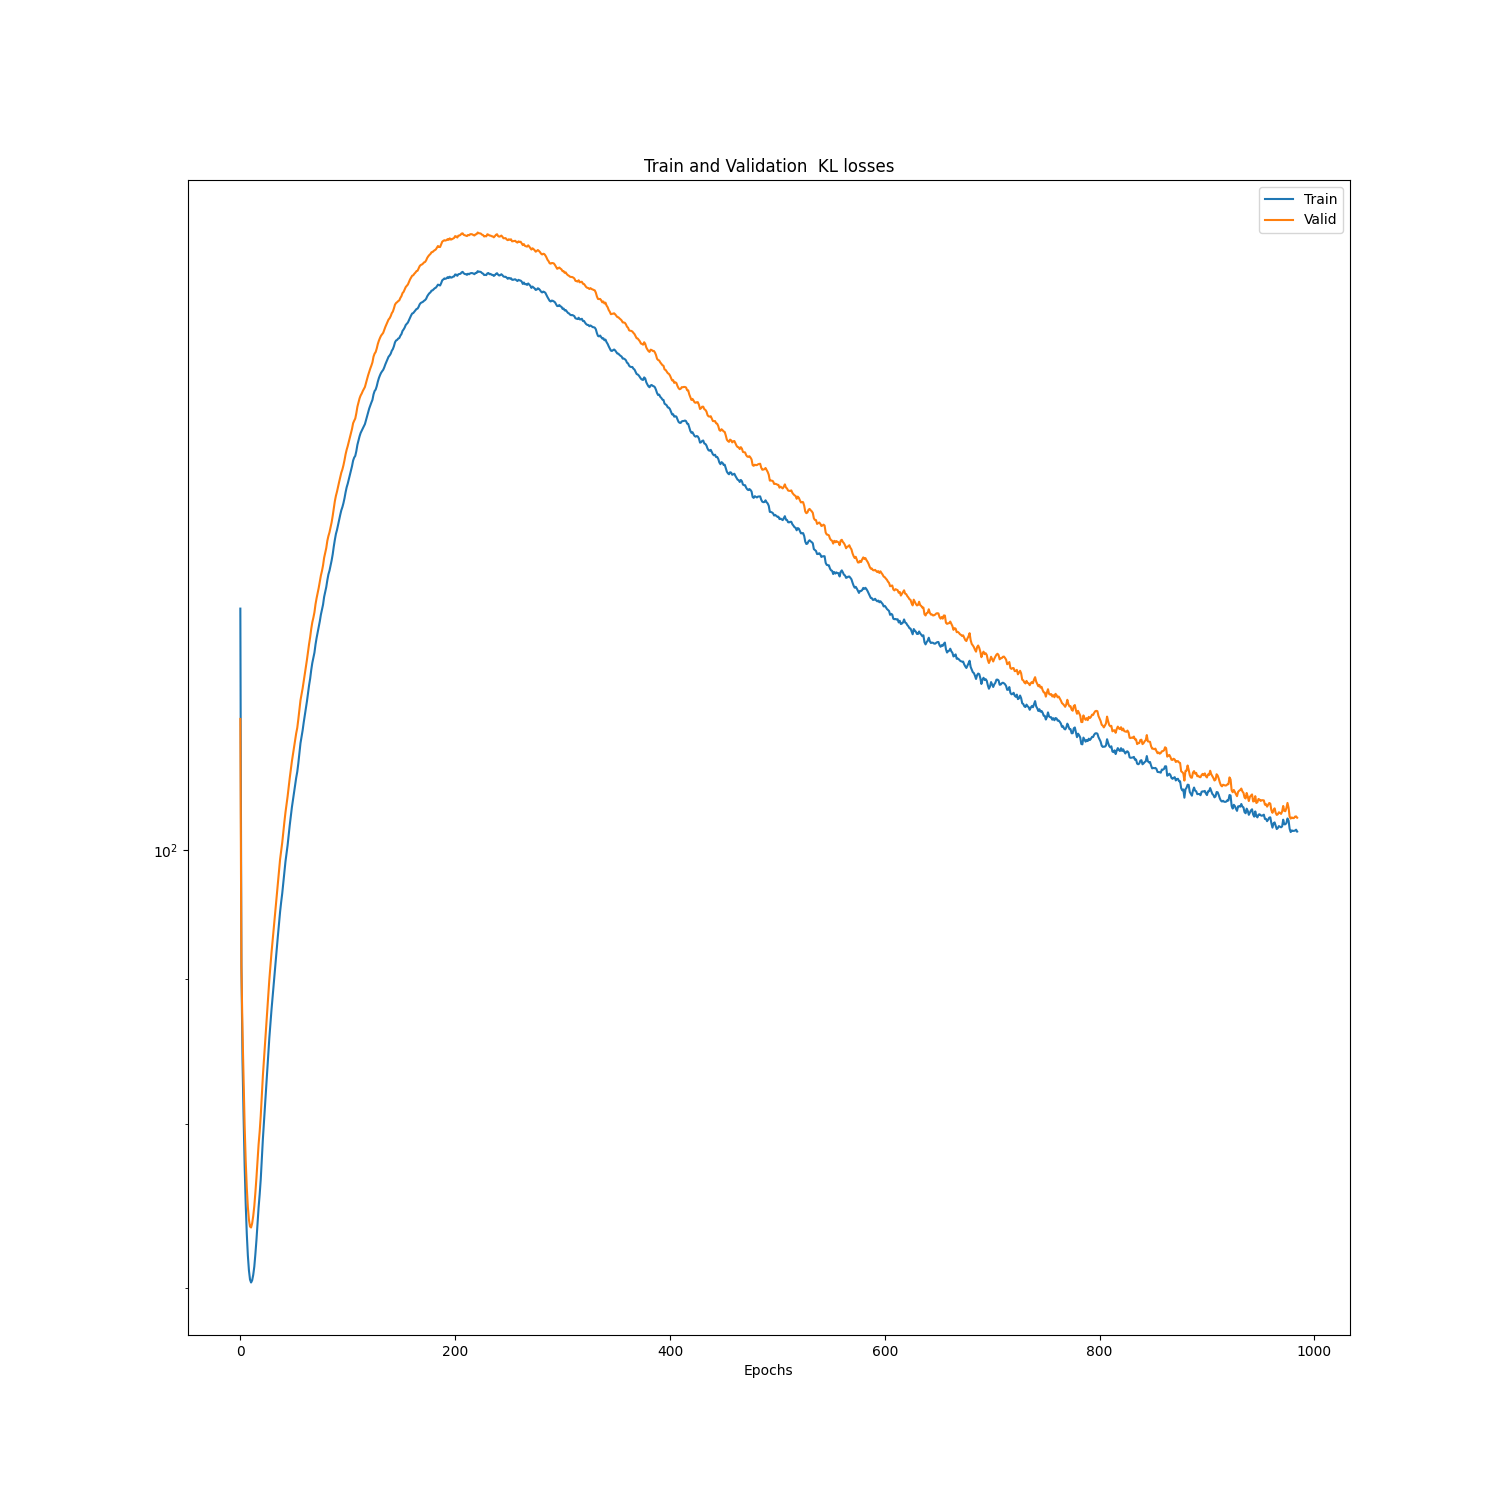 Train and Validation  KL losses
Train
Valid
10²
0 200 400 600 800 1000
Epochs